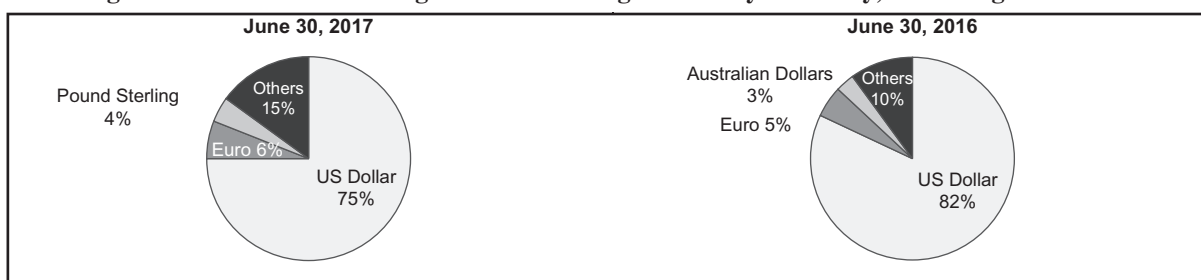 June 30, 2017
Others
15%
Pound Sterling
4%
Euro 6%
US Dollar
75%
June 30, 2016
Australian Dollars
3%
Others
10%
Euro 5%
US Dollar
82%